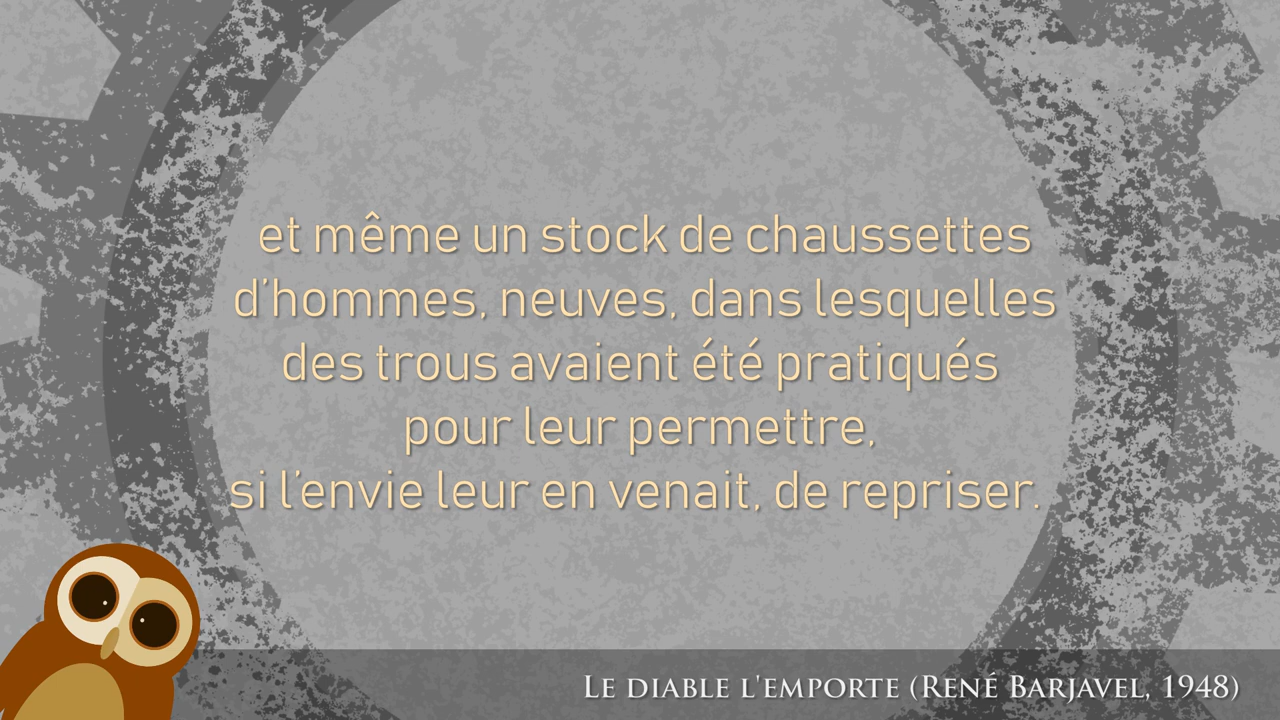 et même un stock de chaussettes
d’hommes, neuves, dans lesquelles
des trous avaient été pratiqués
pour leur permettre,
si l’envie leur en venait, de repriser.
Le diable l'emporte (René Barjavel, 1948)